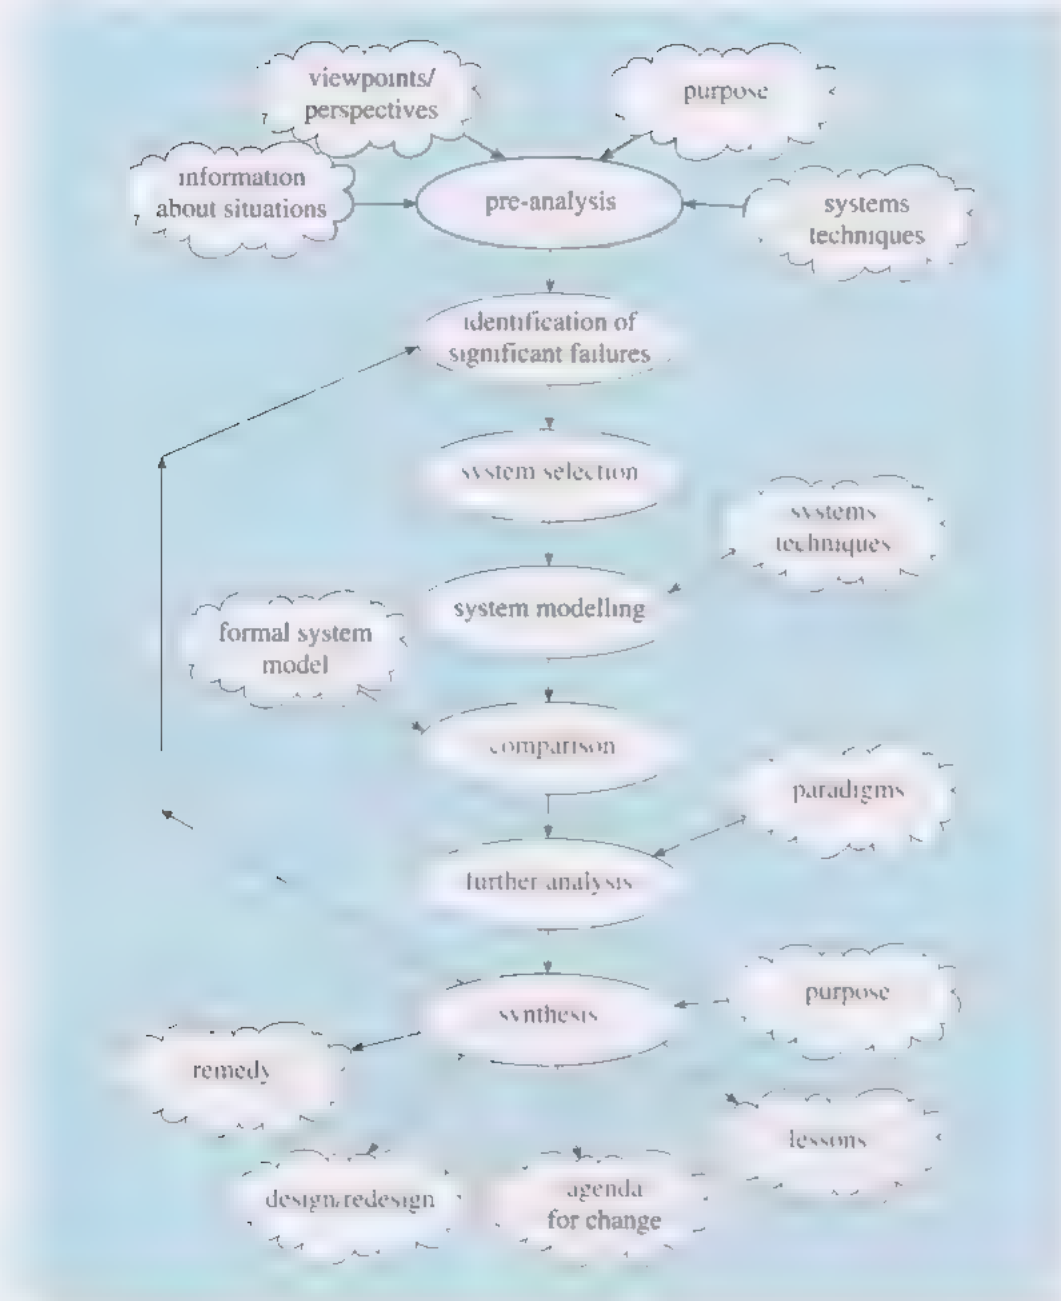 viewpoints/
perspectives
purpose
information
about situations
pre-analysis
systems
techniques
identification of
significant failures
system selection
systems
techniques
system modelling
formal system
model
comparison
paradigms
further analysis
purpose
synthesis
remedy
lessons
design/redesign
agenda
for change